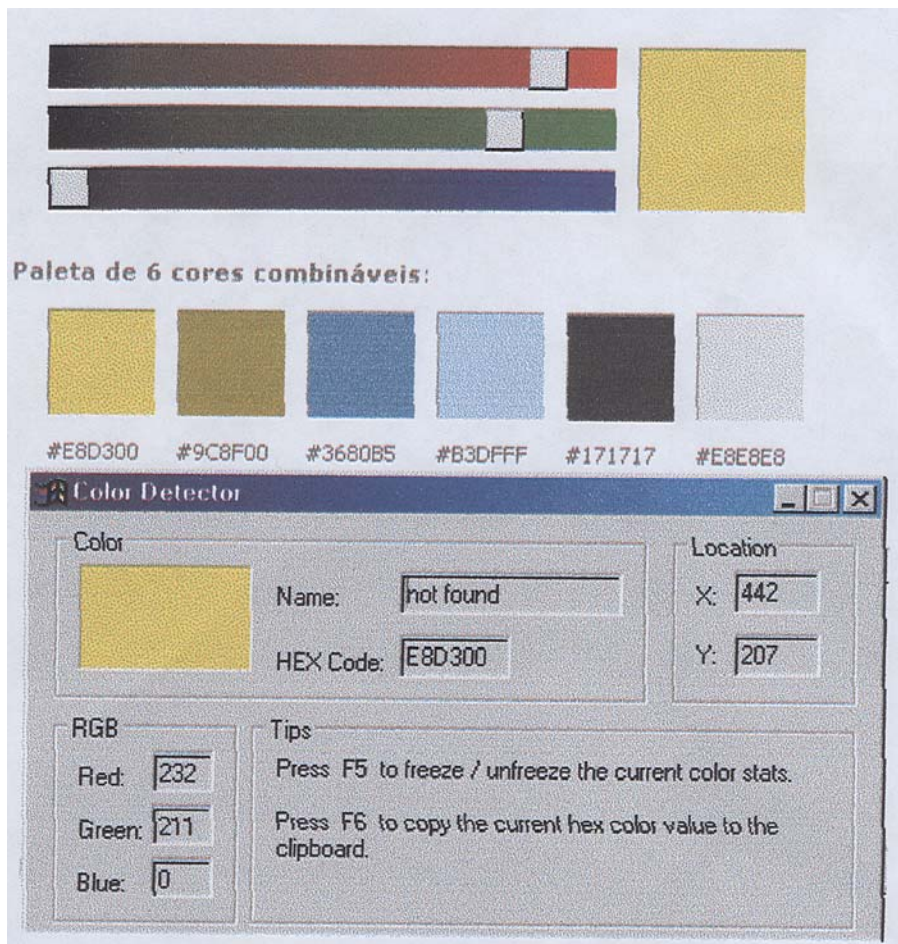 Paleta de 6 cores combináveis:
#E8D300 #9C8F00 #3680B5 #B3DFFF #171717 #E8E8E8
Color Detector
Color
Name: not found
HEX Code: E8D300
Location
X: 442
Y: 207
RGB
Red: 232
Green: 211
Blue: 0
Tips
Press F5 to freeze / unfreeze the current color stats.
Press F6 to copy the current hex color value to the
clipboard.